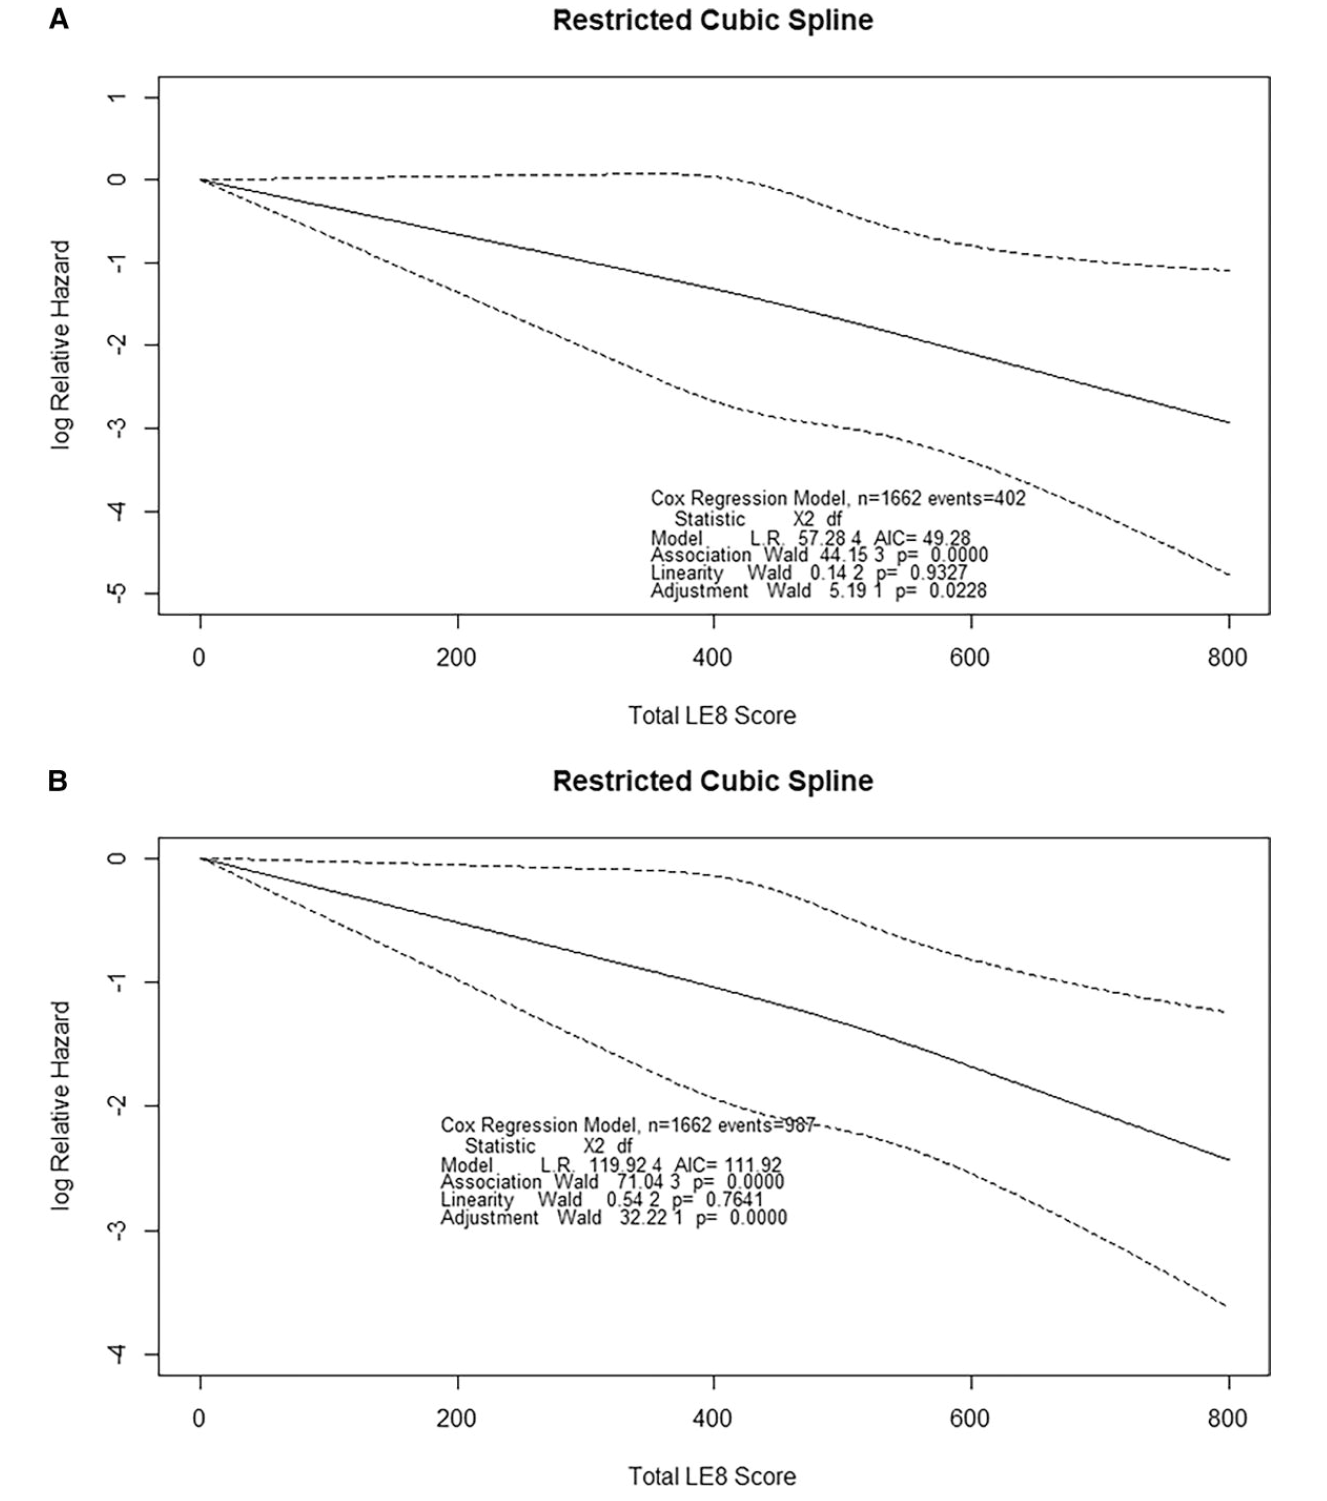 A
Restricted Cubic Spline
1
0
-1
-2
-3
-4
-5
log Relative Hazard
Cox Regression Model, n=1662 events=402
Statistic X2 df
Model L.R. 57.28 4 AIC= 49.28
Association Wald 44.15 3 p= 0.0000
Linearity Wald 0.14 2 p= 0.9327
Adjustment Wald 5.19 1 p= 0.0228
0 200 400 600 800
Total LE8 Score
B
Restricted Cubic Spline
0
-1
-2
-3
-4
log Relative Hazard
Cox Regression Model, n=1662 events=987
Statistic X2 df
Model L.R. 119.92 4 AIC= 111.92
Association Wald 71.04 3 p= 0.0000
Linearity Wald 0.54 2 p= 0.7641
Adjustment Wald 32.22 1 p= 0.0000
0 200 400 600 800
Total LE8 Score